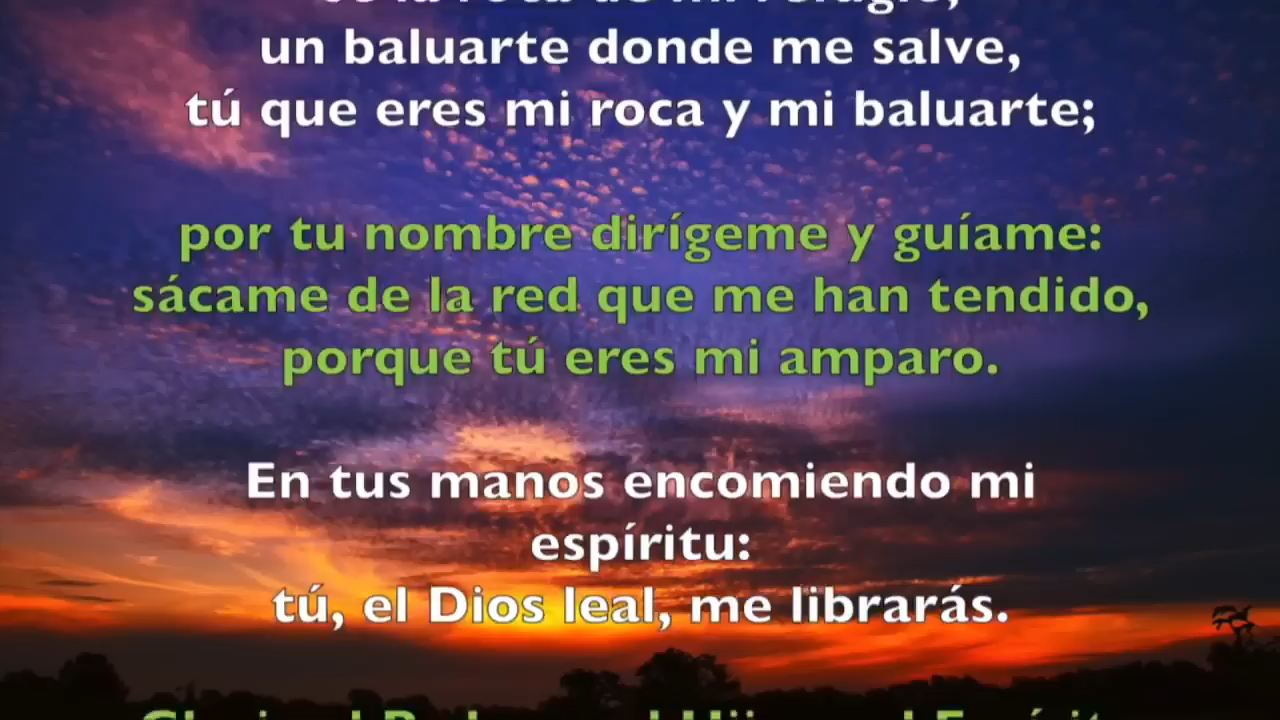 un baluarte donde me salve,
tú que eres mi roca y mi baluarte;
por tu nombre dirígeme y guíame:
sácame de la red que me han tendido,
porque tú eres mi amparo.
En tus manos encomiendo mi
espíritu:
tú, el Dios leal, me librarás.